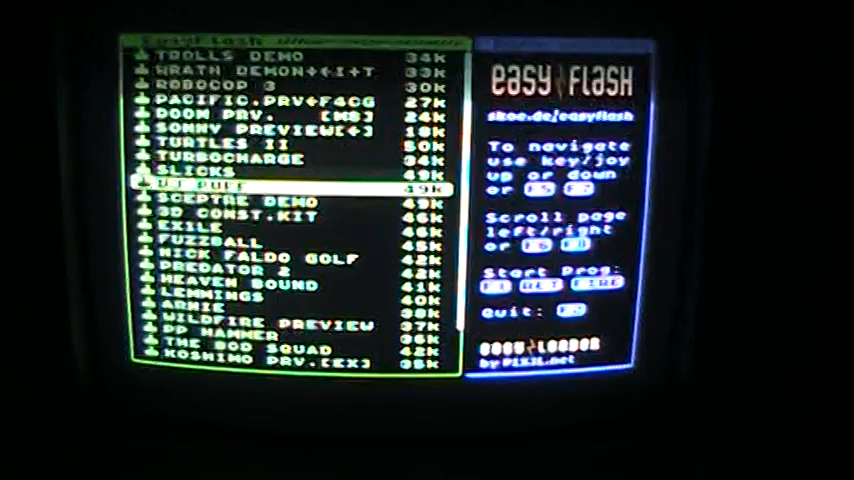 EasyFlash
TROLLS DEMO 34k
WRATH DEMON+(I+T 33k
ROBOCOP 3 30k
PACIFIC.PRV+F4CG 27k
DOOM PRV. [MS] 24k
SONNY PREVIEW[+] 18k
TURTLES II 50k
TURBOCHARGE 34k
SLICKS 49k
DJ PUFF 49k
SCEPTRE DEMO 49k
3D CONST.KIT 46k
EXILE 46k
FUZZBALL 45k
NICK FALDO GOLF 42k
PREDATOR 2 42k
HEAVEN BOUND 41k
LEMMINGS 40k
ARNIE 38k
WILDFIRE PREVIEW 37k
PP HAMMER 36k
THE BOD SQUAD 42k
KOSHIMO PRV.[EX] 35k
EASY FLASH
skoe.de/easyflash
To navigate
use key/joy
up or down
or F5 F7
Scroll page
left/right
or F6
Start Prog:
F1 RET FIRE
Quit:
EASY LOADER
by PIXIL.net